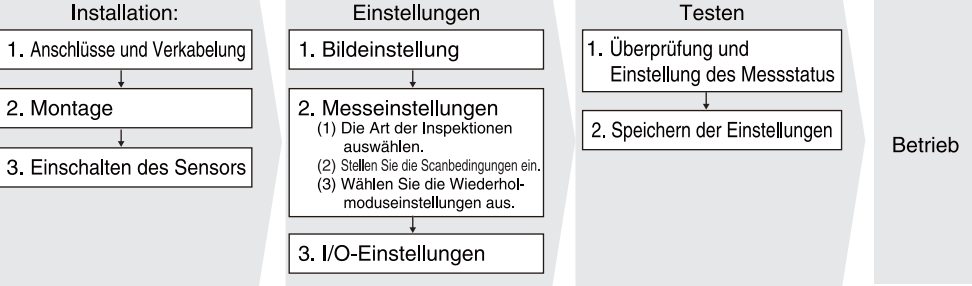 Installation:
1. Anschlüsse und Verkabelung
2. Montage
3. Einschalten des Sensors
Einstellungen
1. Bildeinstellung
2. Messeinstellungen
(1) Die Art der Inspektionen
auswählen.
(2) Stellen Sie die Scanbedingungen ein.
(3) Wählen Sie die Wiederhol-
moduseinstellungen aus.
3. I/O-Einstellungen
Testen
1. Überprüfung und
Einstellung des Messstatus
2. Speichern der Einstellungen
Betrieb